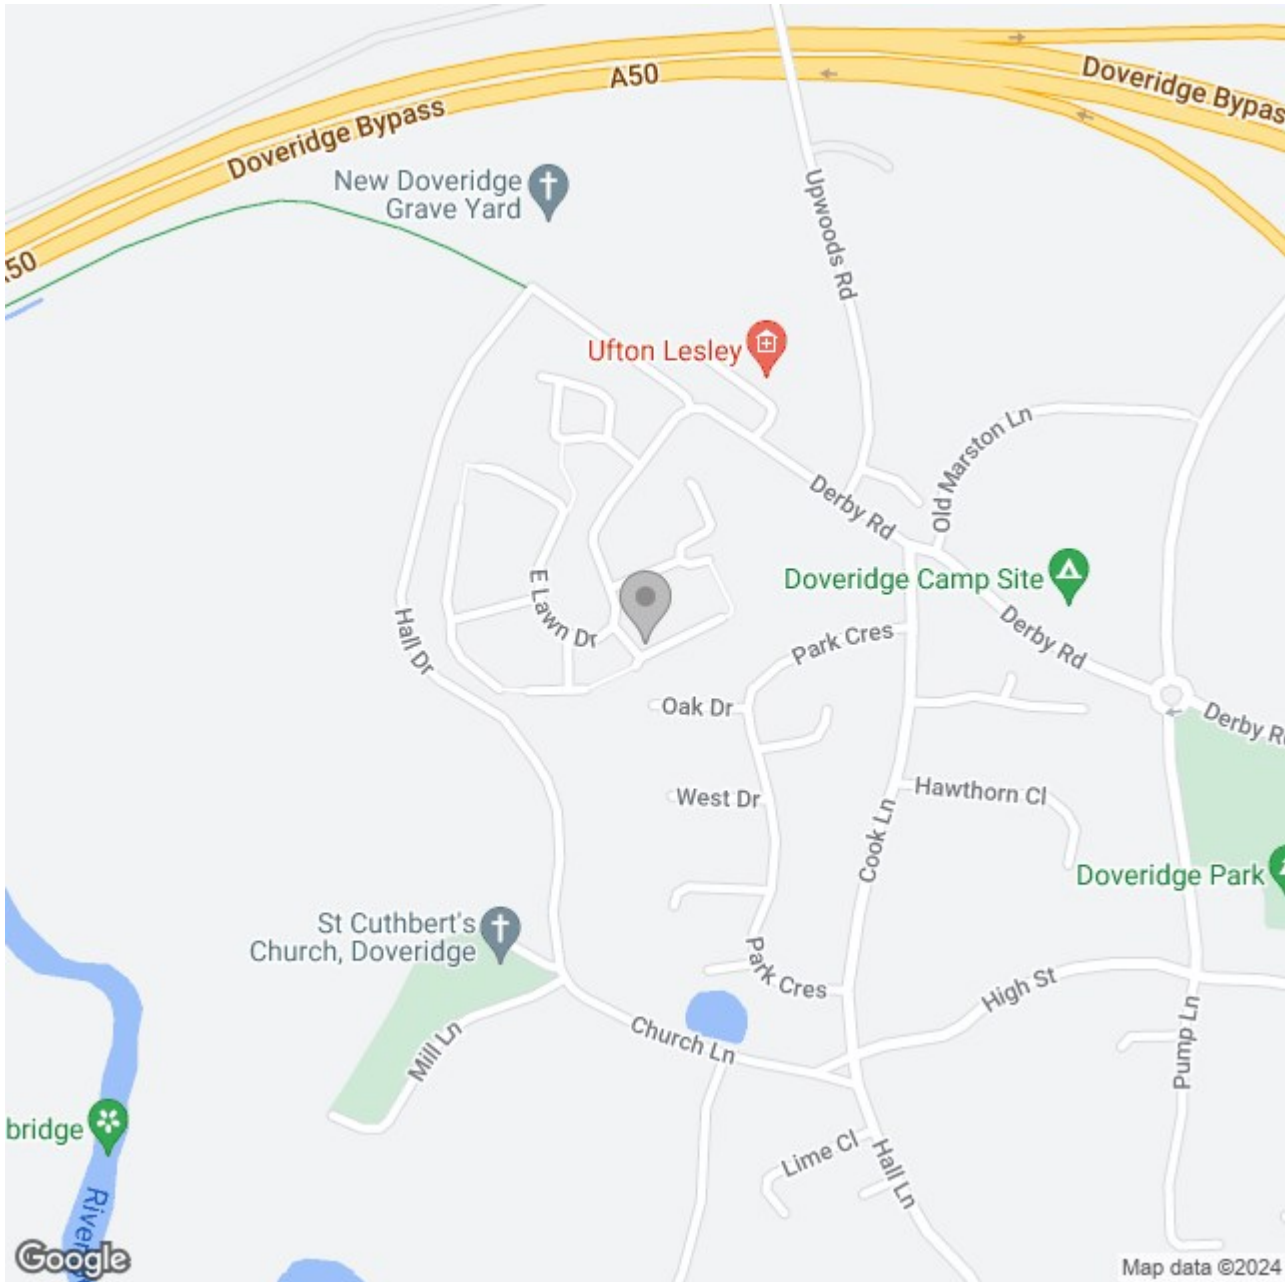 A50
Doveridge Bypass
Doveridge Bypas
New Doveridge
Grave Yard
Upwoods Rd
50
Ufton Lesley
Old Marston Ln
Derby Rd
Doveridge Camp Site
E Lawn Dr
Hall Dr
Park Cres
Derby Rd
Oak Dr
Derby R
West Dr
Hawthorn Cl
Cook Ln
Doveridge Park
St Cuthbert's
Church, Doveridge
Park Cres
High St
Mill Ln
Church Ln
Pump Ln
bridge
Lime Cl
Hall Ln
River
Google
Map data ©2024